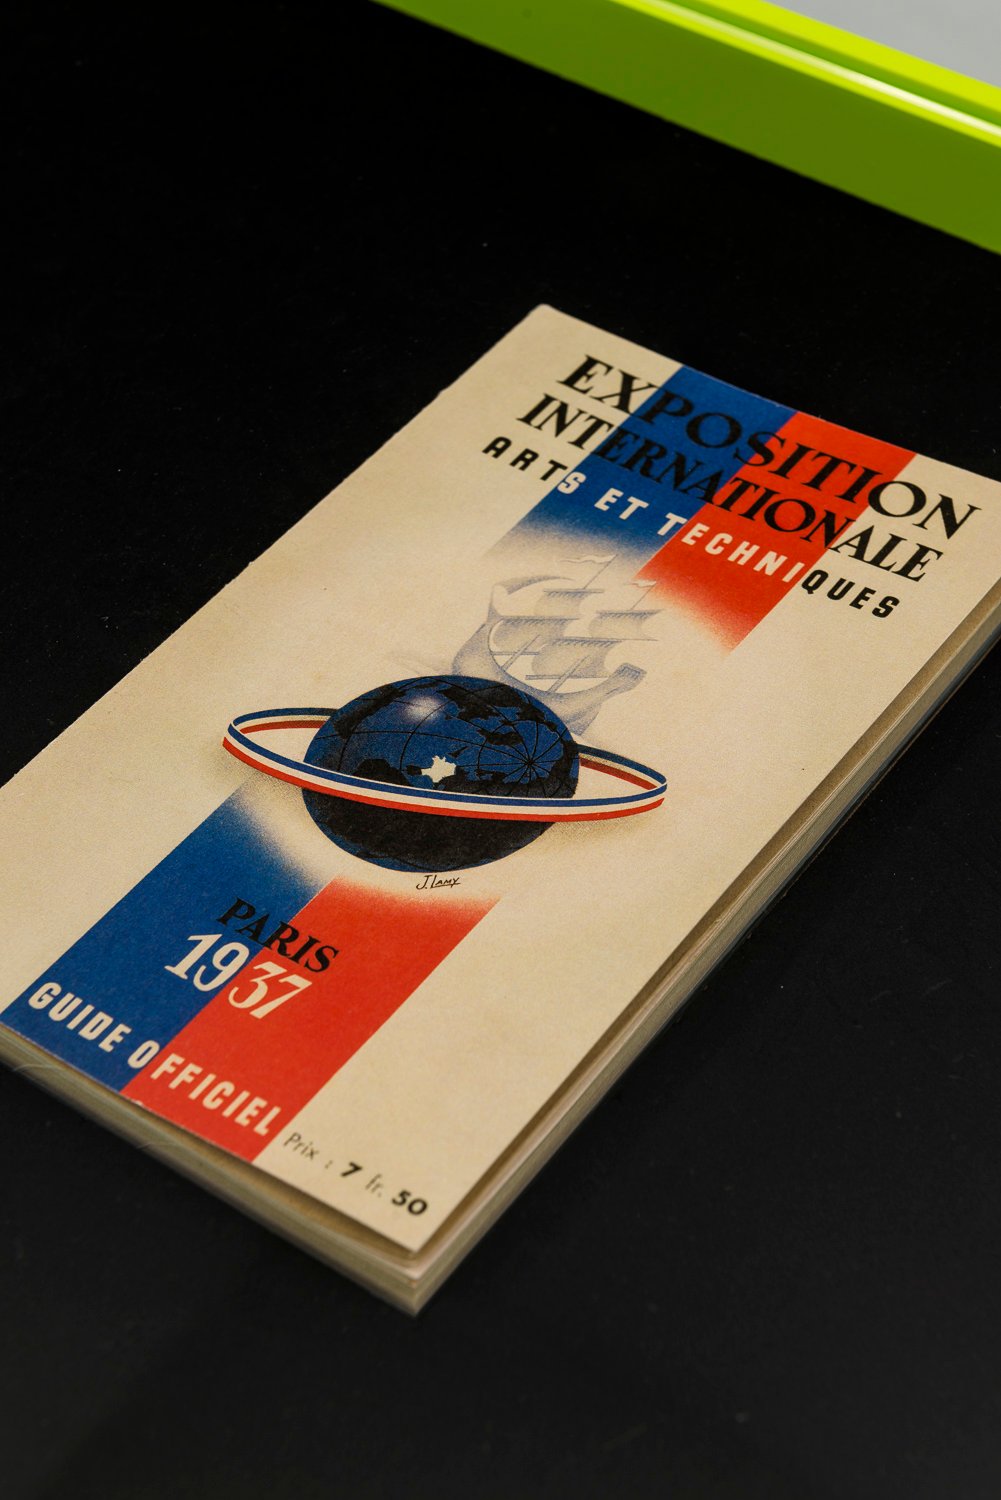 EXPOSITION
INTERNATIONALE
ARTS ET TECHNIQUES
J. LAMY
PARIS
1937
GUIDE OFFICIEL
Prix : 7 fr. 50